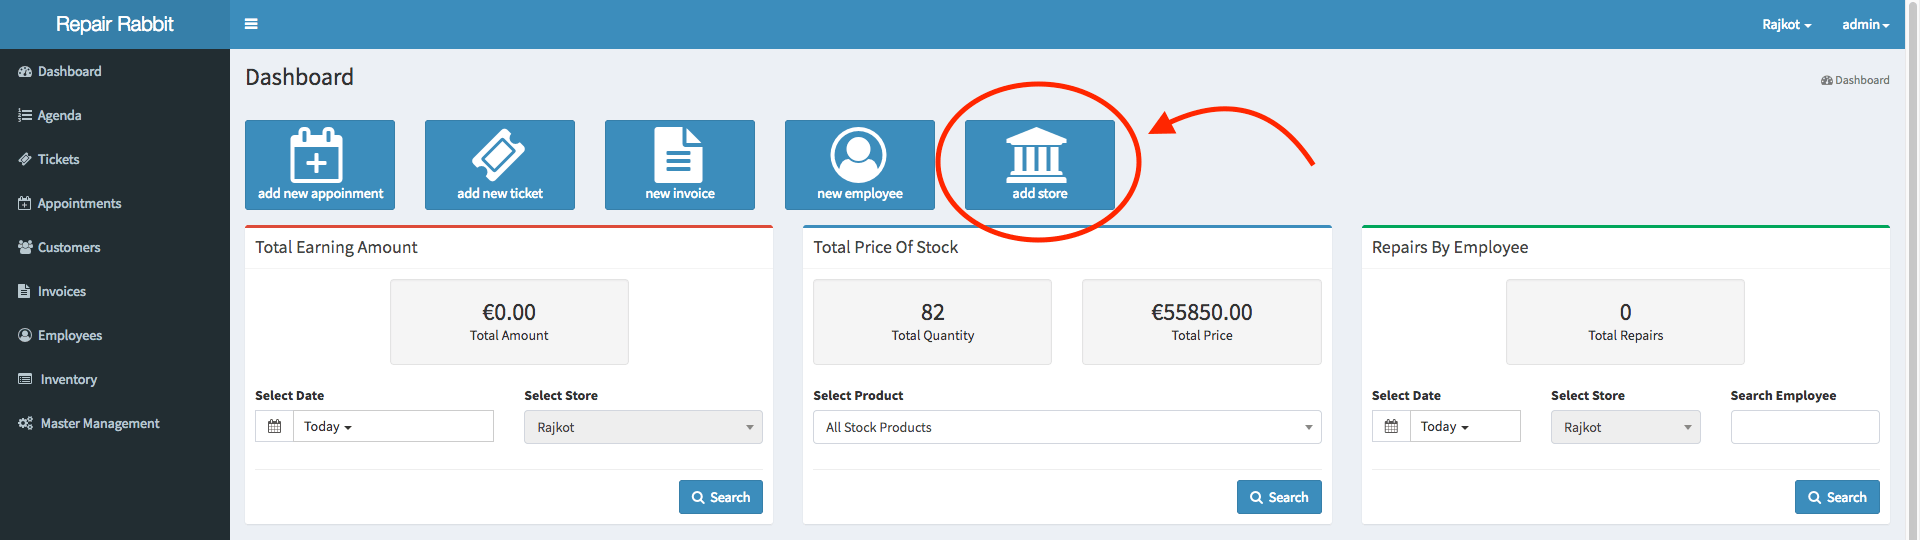 Repair Rabbit
Rajkot
admin
Dashboard
Agenda
Tickets
Appointments
Customers
Invoices
Employees
Inventory
Master Management
Dashboard
Dashboard
add new appoinment
add new ticket
new invoice
new employee
add store
Total Earning Amount
€0.00
Total Amount
Select Date
Today
Select Store
Rajkot
Search
Total Price Of Stock
82
Total Quantity
€55850.00
Total Price
Select Product
All Stock Products
Search
Repairs By Employee
0
Total Repairs
Select Date
Today
Select Store
Rajkot
Search Employee
Search